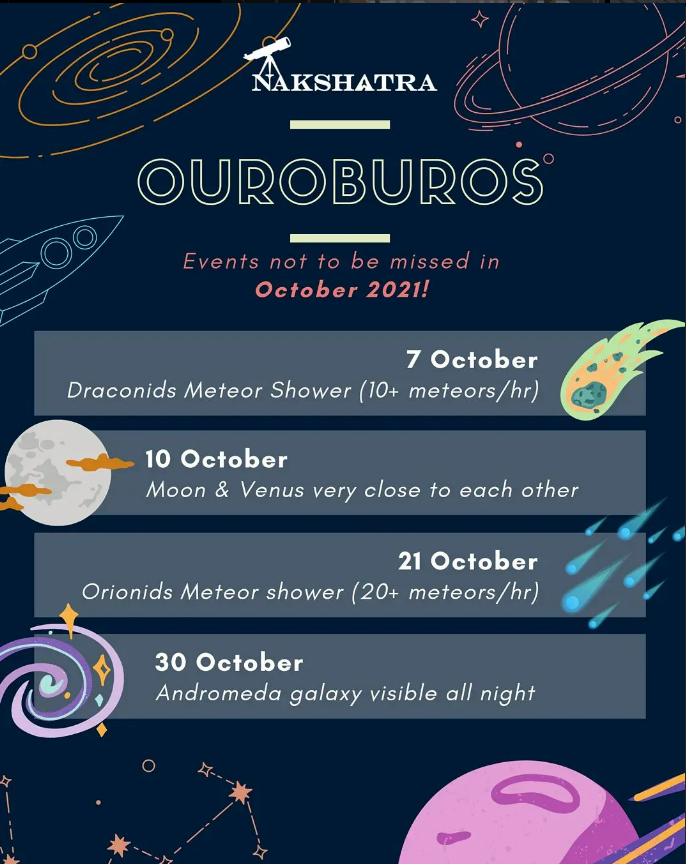 NAKSHATRA
OUROBUROS
Events not to be missed in
October 2021!
7 October
Draconids Meteor Shower (10+ meteors/hr)
10 October
Moon & Venus very close to each other
21 October
Orionids Meteor shower (20+ meteors/hr)
30 October
Andromeda galaxy visible all night